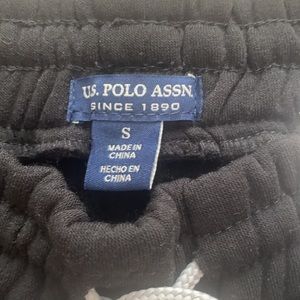 U.S. POLO ASSN.
SINCE 1890
S
MADE IN
CHINA
HECHO EN
CHINA